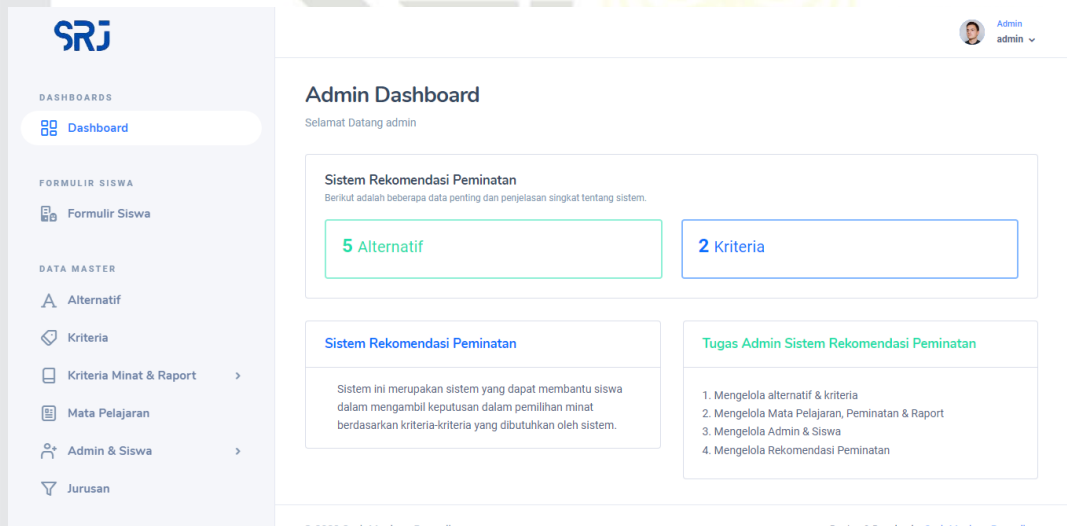 SRJ
DASHBOARDS
Dashboard
FORMULIR SISWA
Formulir Siswa
DATA MASTER
Alternatif
Kriteria
Kriteria Minat & Raport
Mata Pelajaran
Admin & Siswa
Jurusan
Admin
admin
Admin Dashboard
Selamat Datang admin
Sistem Rekomendasi Peminatan
Berikut adalah beberapa data penting dan penjelasan singkat tentang sistem.
5 Alternatif
2 Kriteria
Sistem Rekomendasi Peminatan
Sistem ini merupakan sistem yang dapat membantu siswa
dalam mengambil keputusan dalam pemilihan minat
berdasarkan kriteria-kriteria yang dibutuhkan oleh sistem.
Tugas Admin Sistem Rekomendasi Peminatan
1. Mengelola alternatif & kriteria
2. Mengelola Mata Pelajaran, Peminatan & Raport
3. Mengelola Admin & Siswa
4. Mengelola Rekomendasi Peminatan